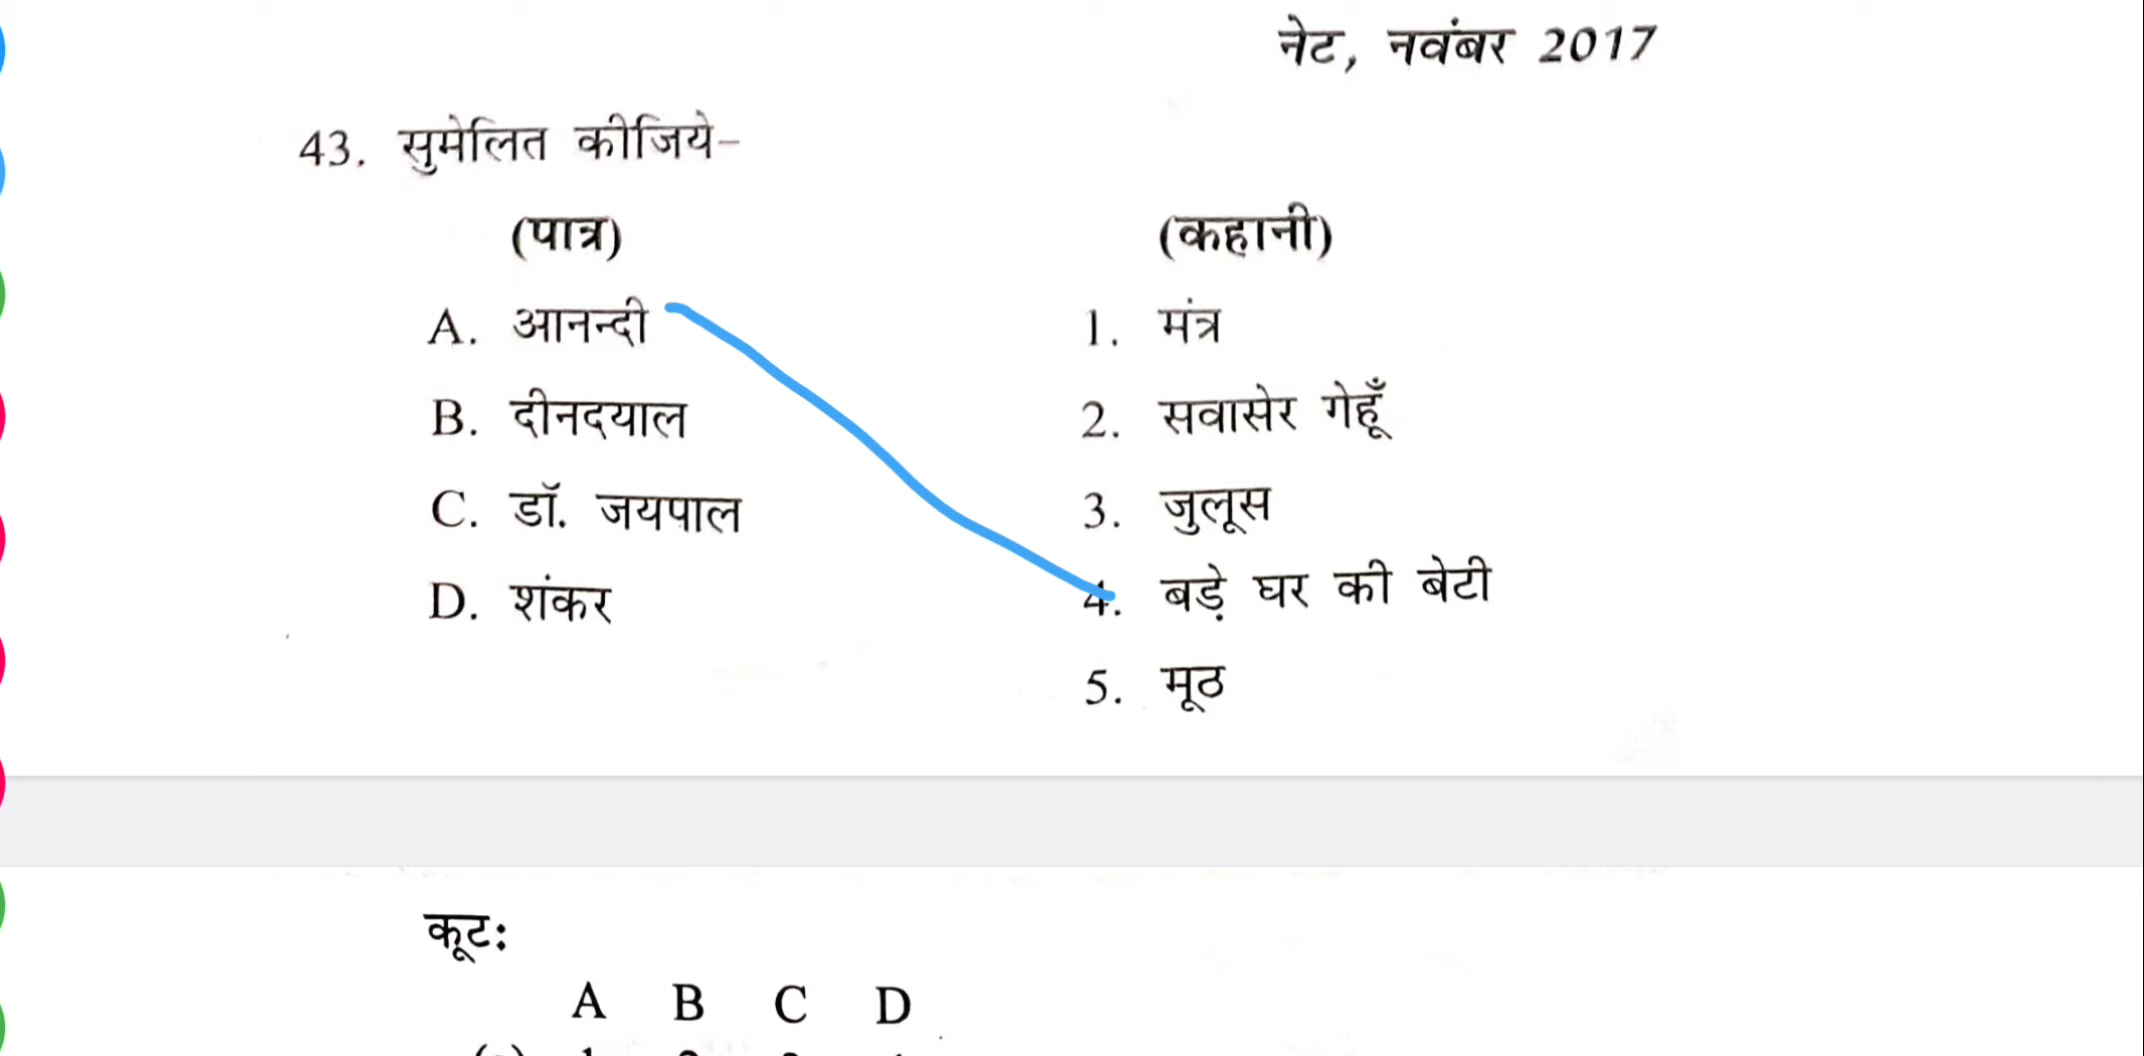 नेट, नवंबर 2017
43. सुमेलित कीजिये-
(पात्र) (कहानी)
A. आनन्दी 1. मंत्र
B. दीनदयाल 2. सवासेर गेहूँ
C. डॉ. जयपाल 3. जुलूस
D. शंकर 4. बड़े घर की बेटी
5. मूठ
कूटः
A B C D